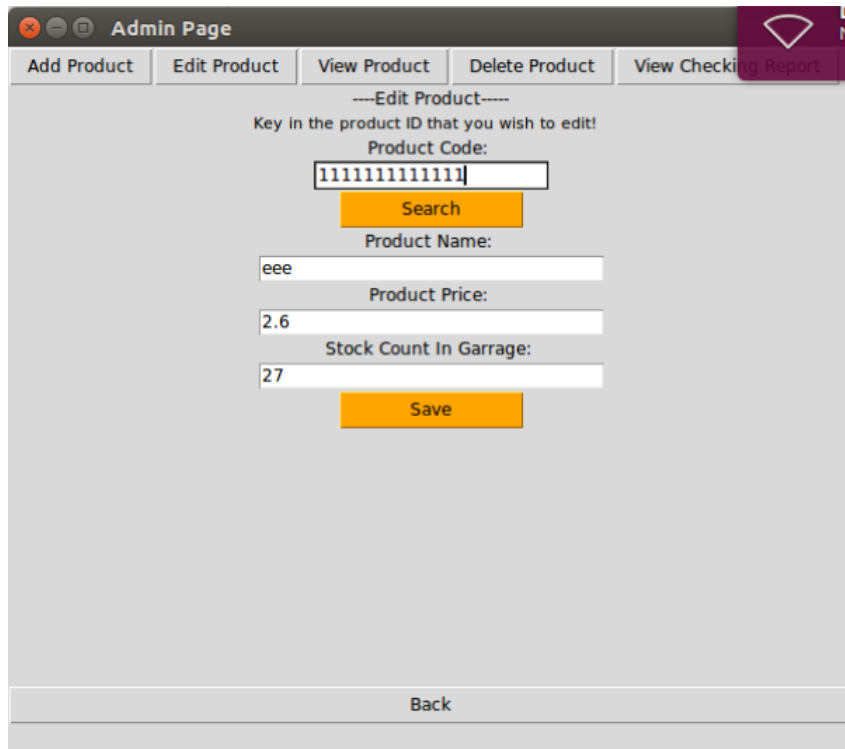 Admin Page
Add Product Edit Product View Product Delete Product View Checking Report
----Edit Product-----
Key in the product ID that you wish to edit!
Product Code:
1111111111111
Search
Product Name:
eee
Product Price:
2.6
Stock Count In Garrage:
27
Save
Back